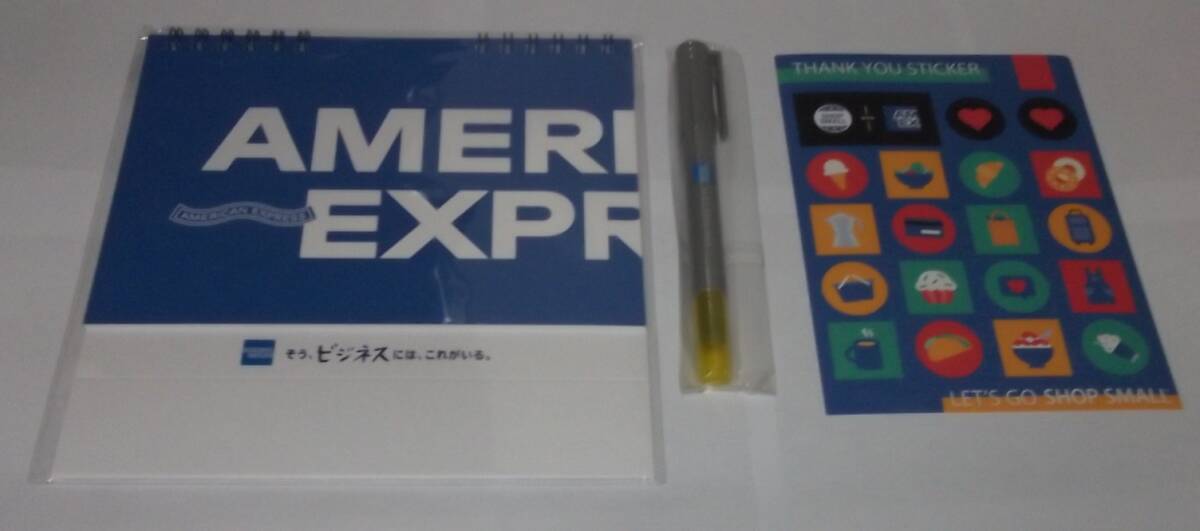 AMERI
AMERICAN EXPRESS
EXPR
そう、ビジネスには、これがいる。
THANK YOU STICKER
LET'S GO SHOP SMALL